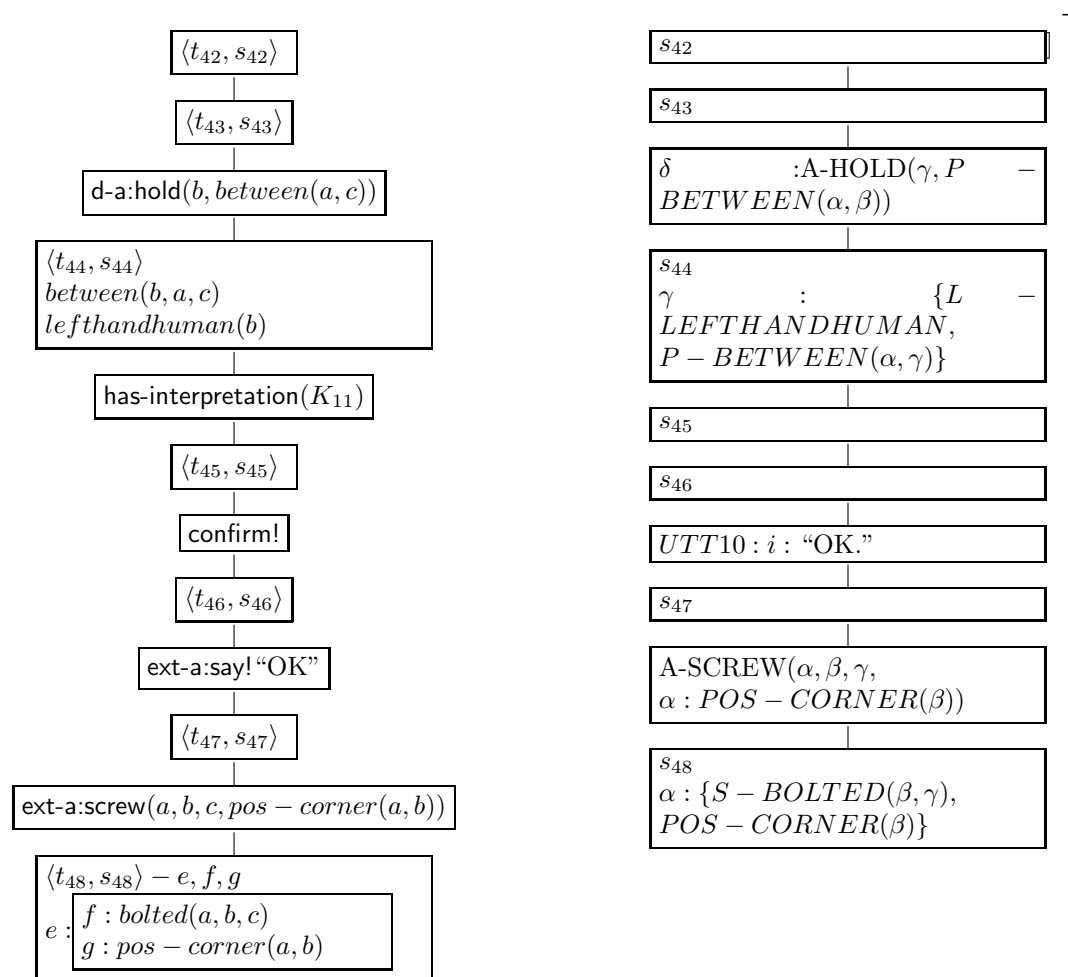 ⟨t₄₂, s₄₂⟩
⟨t₄₃, s₄₃⟩
d-a:hold(b, between(a, c))
⟨t₄₄, s₄₄⟩
between(b, a, c)
lefthandhuman(b)
has-interpretation(K₁₁)
⟨t₄₅, s₄₅⟩
confirm!
⟨t₄₆, s₄₆⟩
ext-a:say! “OK”
⟨t₄₇, s₄₇⟩
ext-a:screw(a, b, c, pos − corner(a, b))
⟨t₄₈, s₄₈⟩ − e, f, g
e :
f : bolted(a, b, c)
g : pos − corner(a, b)
s₄₂
s₄₃
δ :A-HOLD(γ, P −
BETWEEN(α, β))
s₄₄
γ : {L −
LEFTHANDHUMAN,
P − BETWEEN(α, γ)}
s₄₅
s₄₆
UTT10 : i : “OK.”
s₄₇
A-SCREW(α, β, γ,
α : POS − CORNER(β))
s₄₈
α : {S − BOLTED(β, γ),
POS − CORNER(β)}